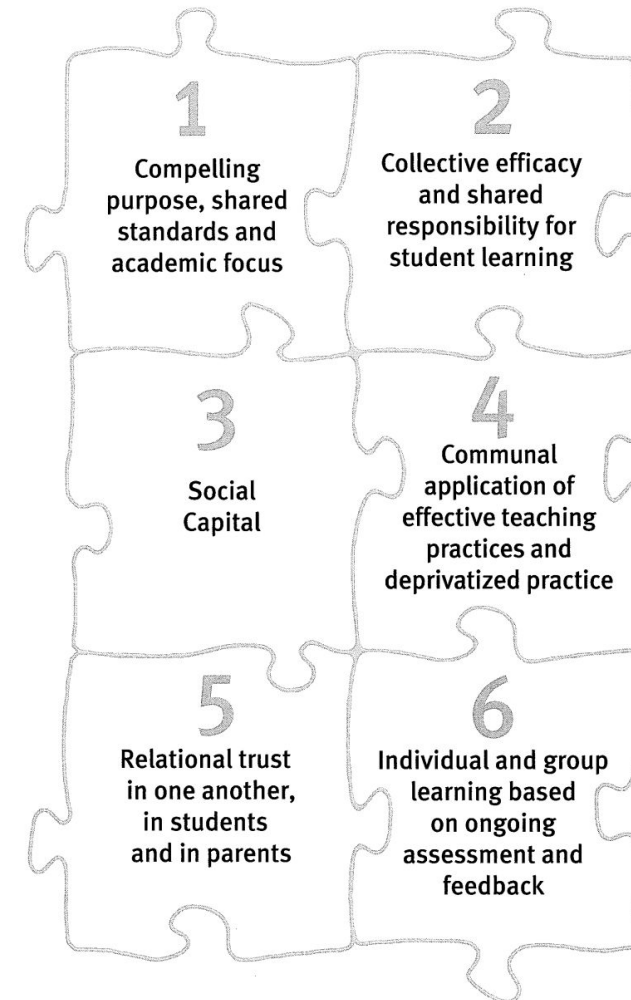 1
Compelling
purpose, shared
standards and
academic focus
2
Collective efficacy
and shared
responsibility for
student learning
3
Social
Capital
4
Communal
application of
effective teaching
practices and
deprivatized practice
5
Relational trust
in one another,
in students
and in parents
6
Individual and group
learning based
on ongoing
assessment and
feedback